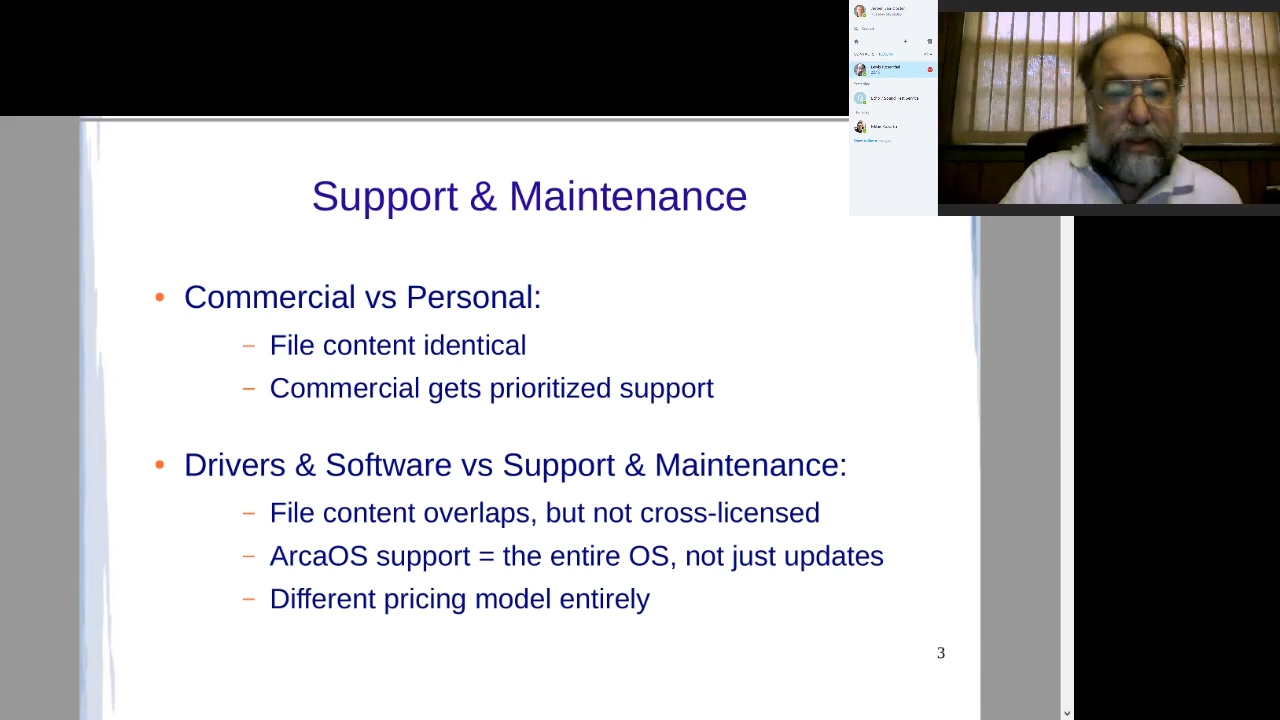 Search
Support & Maintenance
Commercial vs Personal:
File content identical
Commercial gets prioritized support
Drivers & Software vs Support & Maintenance:
File content overlaps, but not cross-licensed
ArcaOS support = the entire OS, not just updates
Different pricing model entirely
3